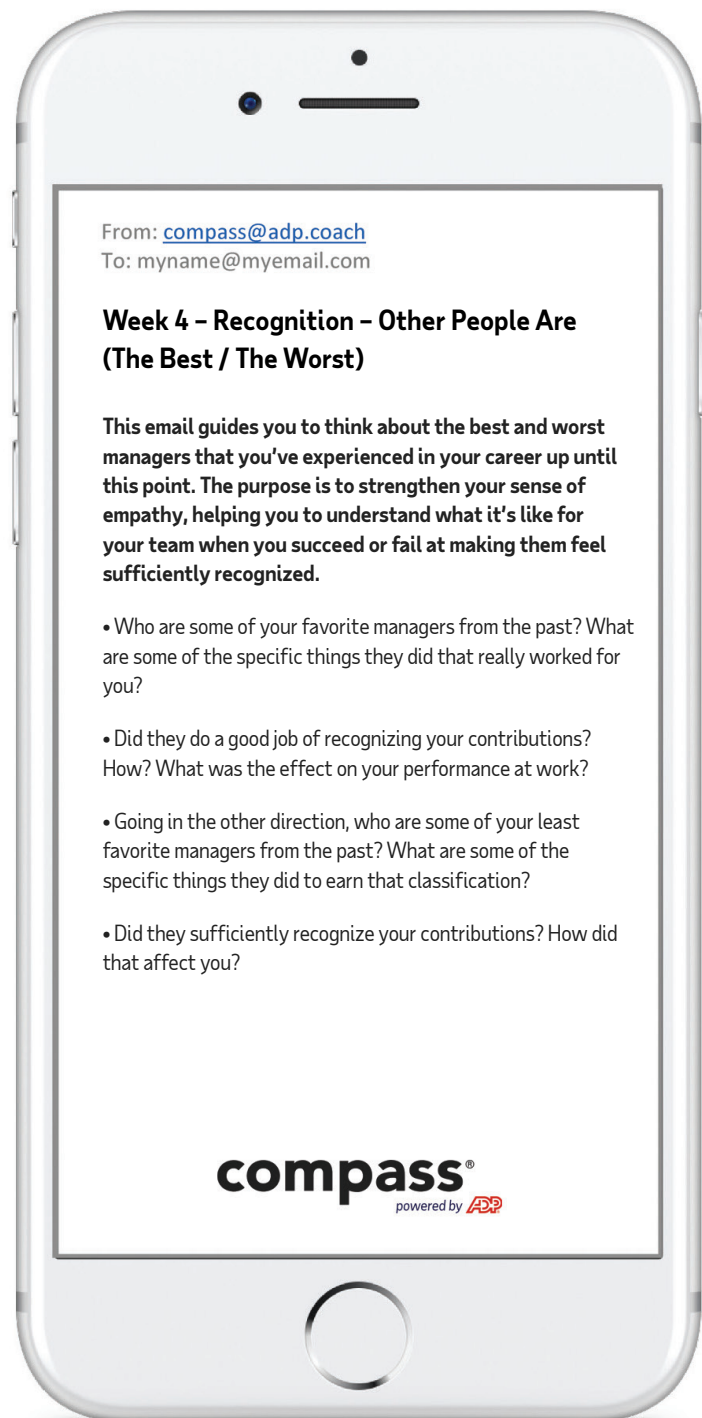 From: compass@adp.coach
To: myname@myemail.com
Week 4 – Recognition – Other People Are
(The Best / The Worst)
This email guides you to think about the best and worst
managers that you've experienced in your career up until
this point. The purpose is to strengthen your sense of
empathy, helping you to understand what it's like for
your team when you succeed or fail at making them feel
sufficiently recognized.
• Who are some of your favorite managers from the past? What
are some of the specific things they did that really worked for
you?
• Did they do a good job of recognizing your contributions?
How? What was the effect on your performance at work?
• Going in the other direction, who are some of your least
favorite managers from the past? What are some of the
specific things they did to earn that classification?
• Did they sufficiently recognize your contributions? How did
that affect you?
compass®
powered by ADP